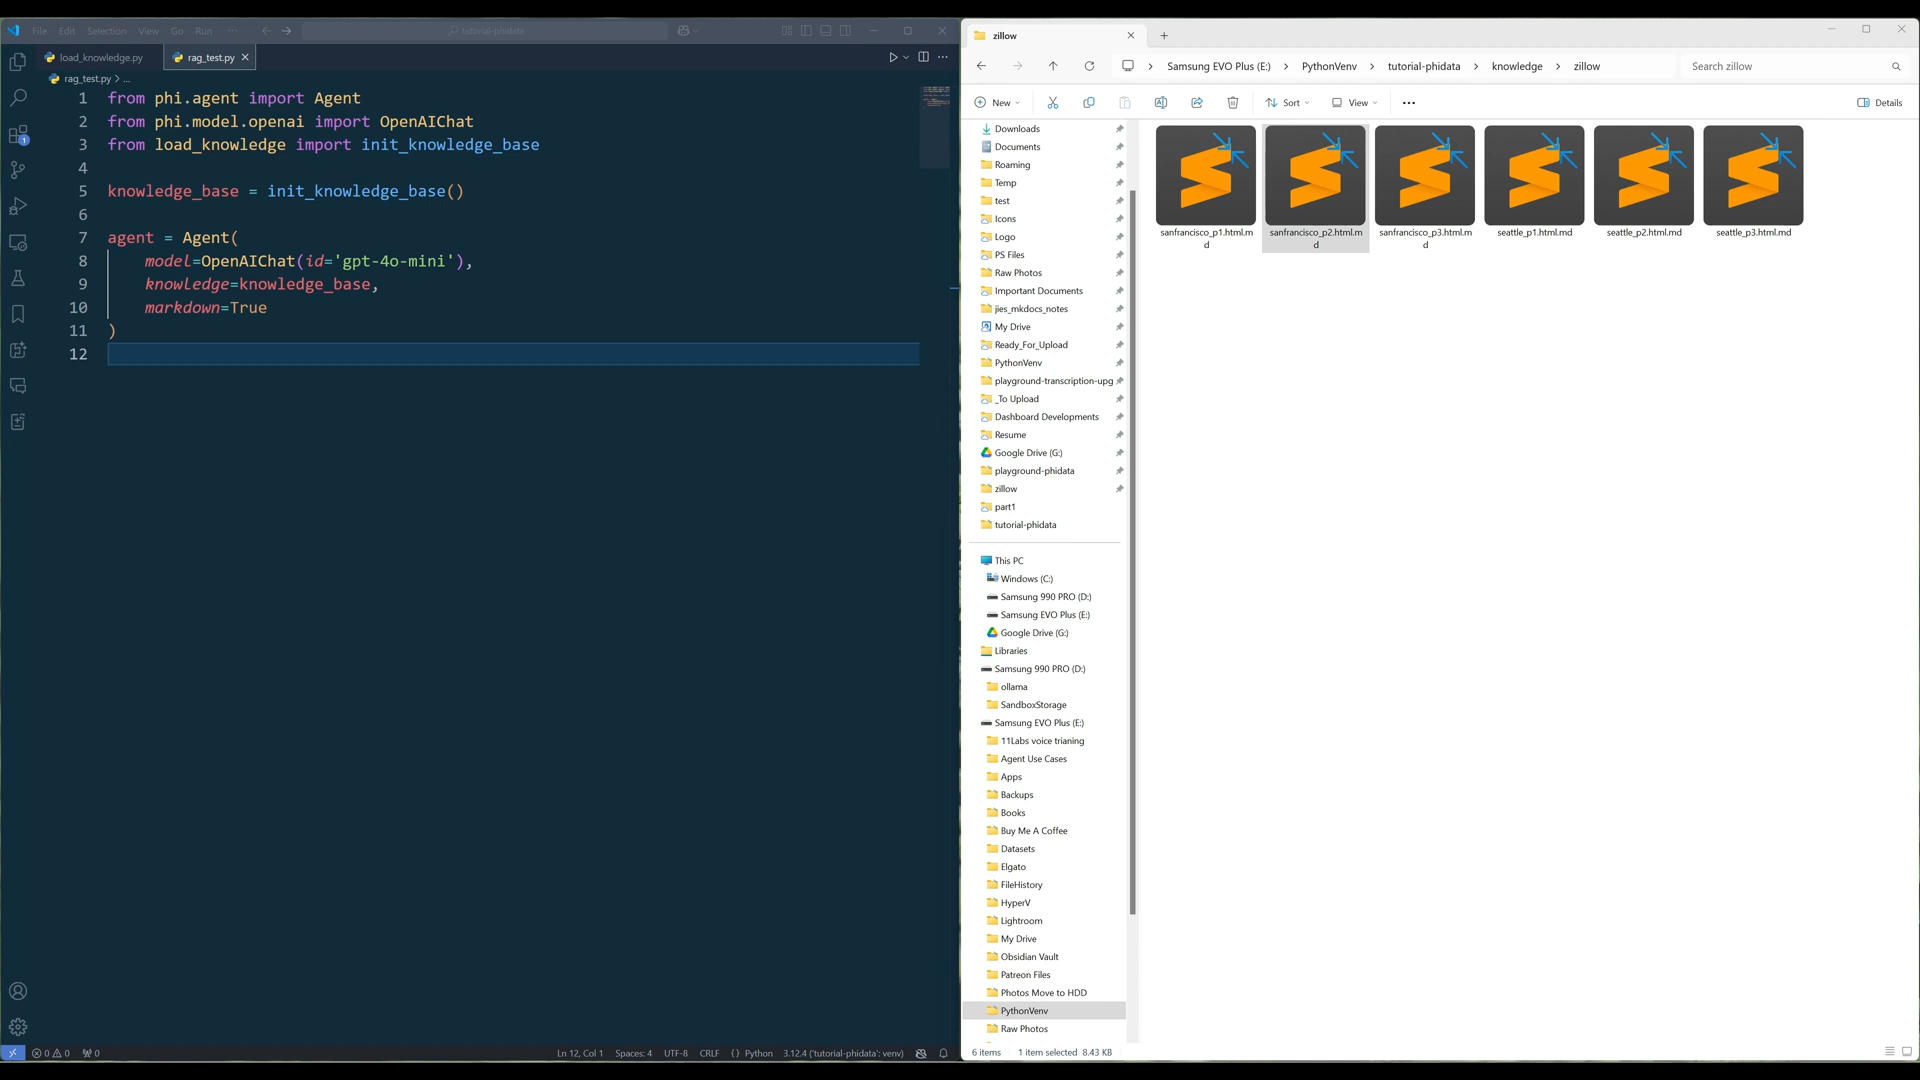 File Edit Selection View Go Run ···
tutorial-phidata
load_knowledge.py
rag_test.py
rag_test.py > ...
1 from phi.agent import Agent
2 from phi.model.openai import OpenAIChat
3 from load_knowledge import init_knowledge_base
4
5 knowledge_base = init_knowledge_base()
6
7 agent = Agent(
8 model=OpenAIChat(id='gpt-4o-mini'),
9 knowledge=knowledge_base,
10 markdown=True
11 )
12
1
0 0
0
Ln 12, Col 1
Spaces: 4
UTF-8
CRLF
{ } Python
3.12.4 ('tutorial-phidata': venv)
zillow
Samsung EVO Plus (E:) > PythonVenv > tutorial-phidata > knowledge > zillow
Search zillow
New
Sort
View
Details
Downloads
Documents
Roaming
Temp
test
Icons
Logo
PS Files
Raw Photos
Important Documents
jies_mkdocs_notes
My Drive
Ready_For_Upload
PythonVenv
playground-transcription-upg
_To Upload
Dashboard Developments
Resume
Google Drive (G:)
playground-phidata
zillow
part1
tutorial-phidata
This PC
Windows (C:)
Samsung 990 PRO (D:)
Samsung EVO Plus (E:)
Google Drive (G:)
Libraries
Samsung 990 PRO (D:)
ollama
SandboxStorage
Samsung EVO Plus (E:)
11Labs voice trianing
Agent Use Cases
Apps
Backups
Books
Buy Me A Coffee
Datasets
Elgato
FileHistory
HyperV
Lightroom
My Drive
Obsidian Vault
Patreon Files
Photos Move to HDD
PythonVenv
Raw Photos
sanfrancisco_p1.html.m
d
sanfrancisco_p2.html.m
d
sanfrancisco_p3.html.m
d
seattle_p1.html.md
seattle_p2.html.md
seattle_p3.html.md
6 items
1 item selected 8.43 KB